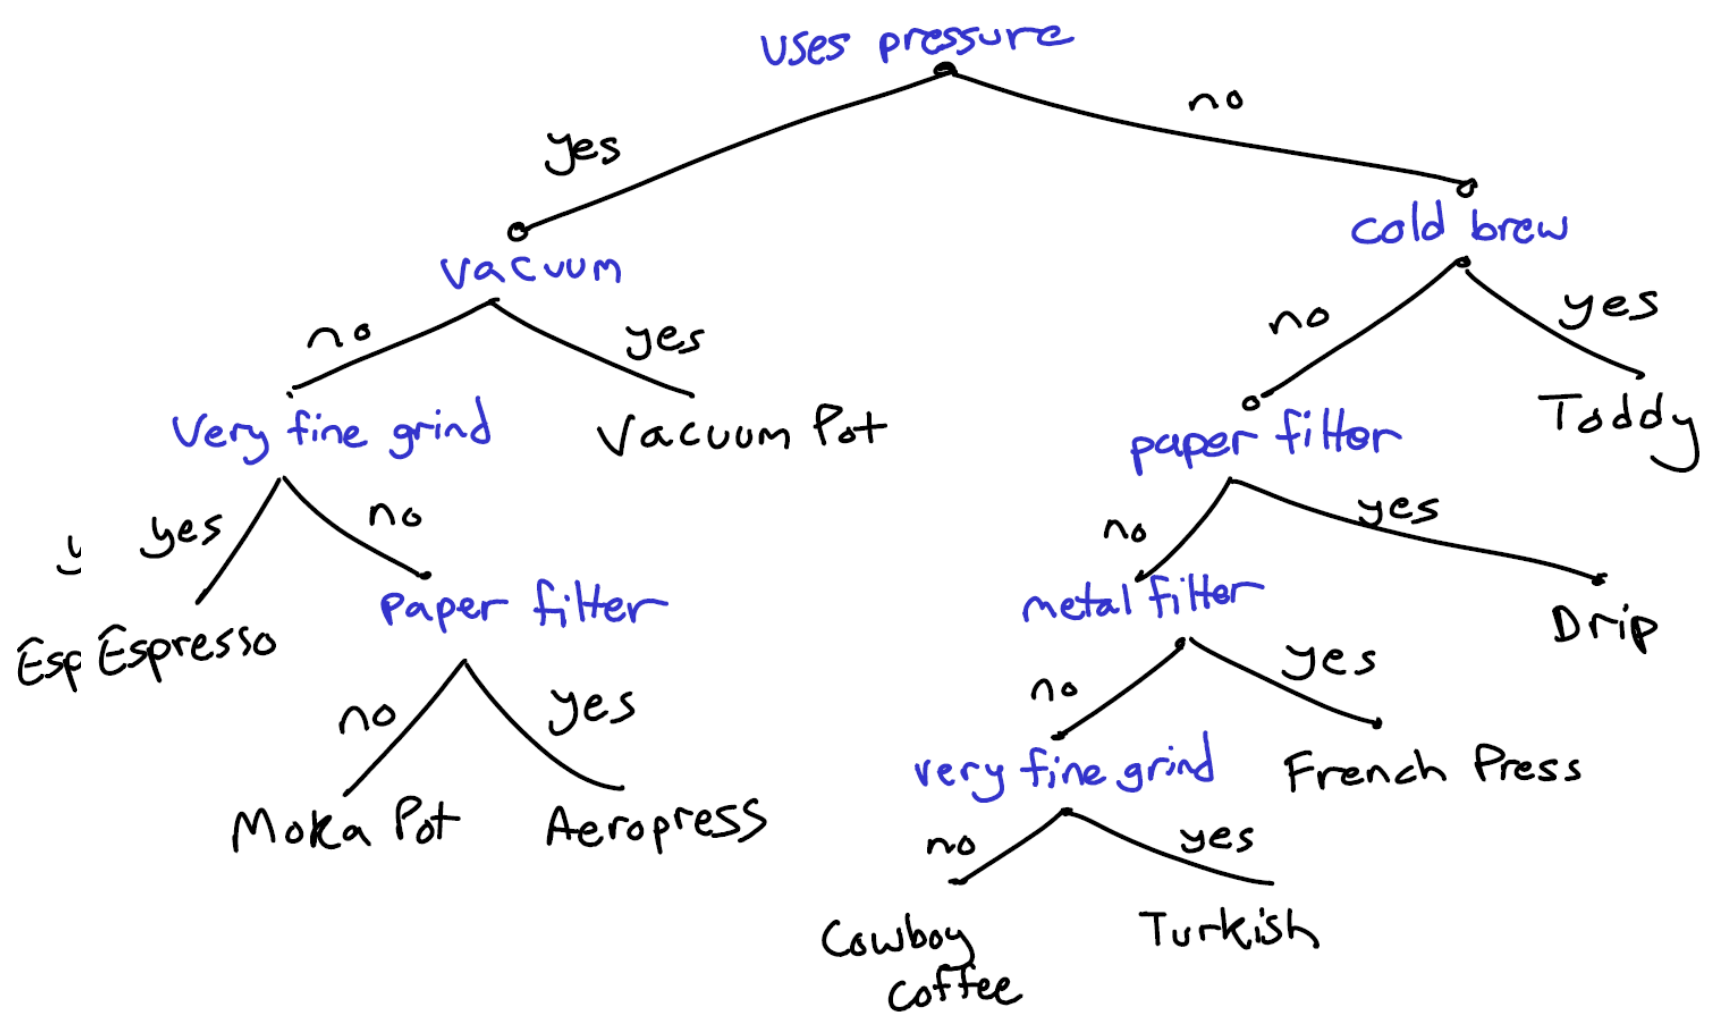 uses pressure
yes
no
vacuum
cold brew
no
yes
no
yes
Very fine grind
Vacuum Pot
paper filter
Toddy
y
yes
no
no
yes
Esp
Espresso
Paper filter
metal filter
Drip
no
yes
no
yes
Moka Pot
Aeropress
very fine grind
French Press
no
yes
Cowboy
Coffee
Turkish